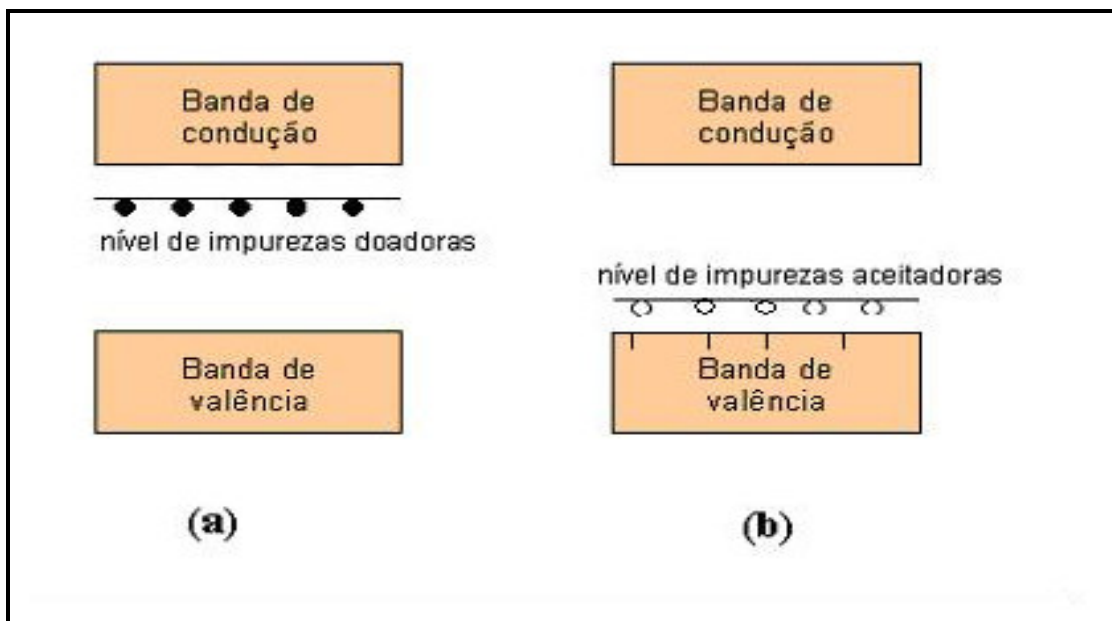 Banda de
condução
nível de impurezas doadoras
Banda de
valência
(a)
Banda de
condução
nível de impurezas aceitadoras
Banda de
valência
(b)